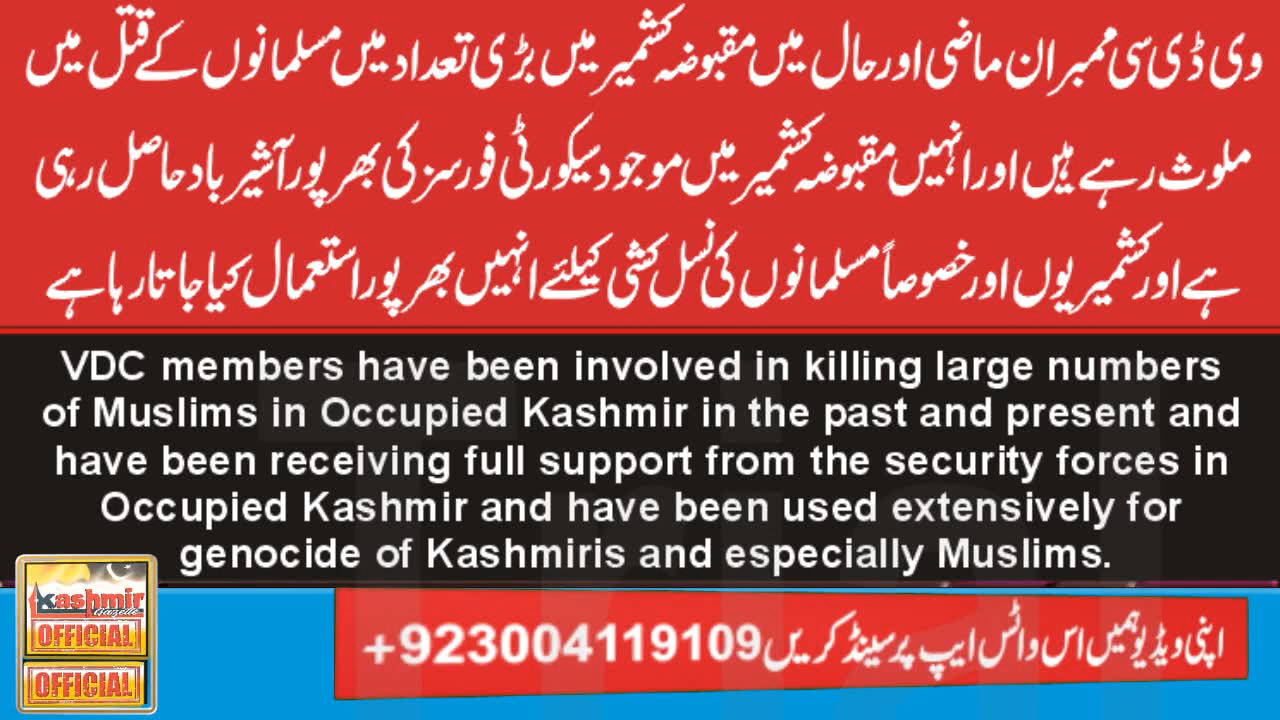 وی ڈی سی ممبران ماضی اور حال میں مقبوضہ کشمیر میں بڑی تعداد میں مسلمانوں کے قتل میں
ملوث رہے ہیں اور انہیں مقبوضہ کشمیر میں موجود سیکورٹی فورسز کی بھرپور آشیر باد حاصل رہی
ہے اور کشمیریوں اور خصوصاً مسلمانوں کی نسل کشی کیلئے انہیں بھرپور استعمال کیا جاتا رہا ہے
VDC members have been involved in killing large numbers
of Muslims in Occupied Kashmir in the past and present and
have been receiving full support from the security forces in
Occupied Kashmir and have been used extensively for
genocide of Kashmiris and especially Muslims.
Kashmir
Gazette
OFFICIAL
OFFICIAL
اپنی ویڈیو ہمیں اس واٹس ایپ پر سینڈ کریں +923004119109
Trial